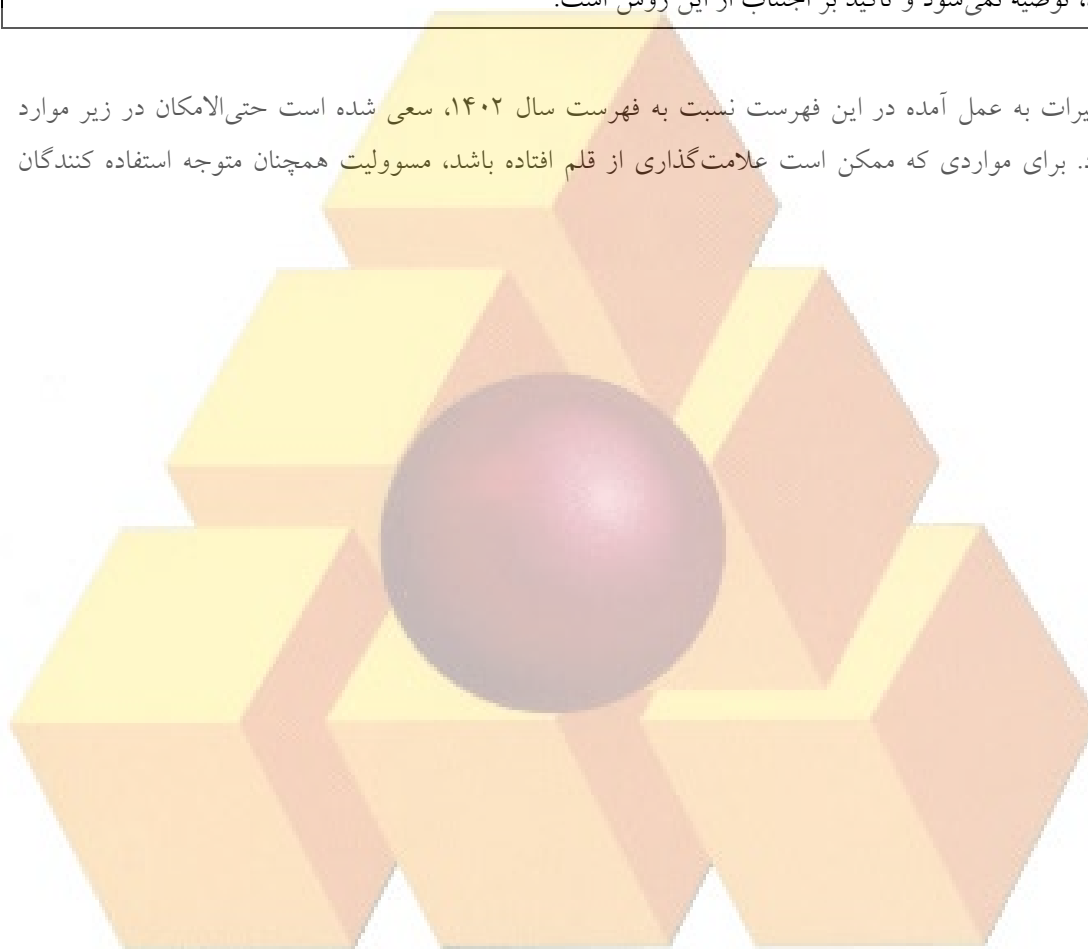 ، توصیه نمی‌شود و تاکید بر اجتناب از این روش است.
یرات به عمل آمده در این فهرست نسبت به فهرست سال ۱۴۰۲، سعی شده است حتی‌الامکان در زیر موارد
د. برای مواردی که ممکن است علامت‌گذاری از قلم افتاده باشد، مسوولیت همچنان متوجه استفاده کنندگان